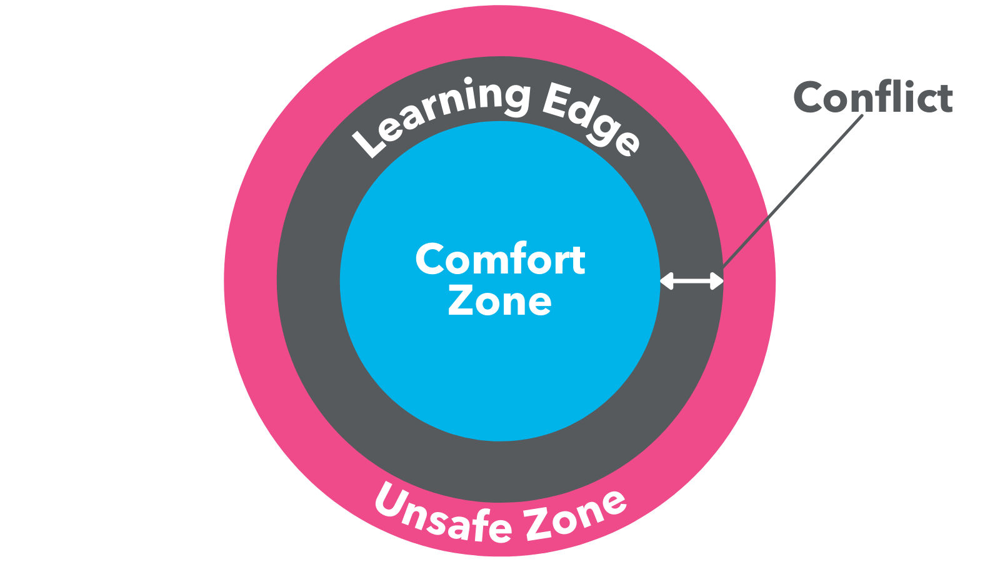 Learning Edge
Conflict
Comfort
Zone
Unsafe Zone